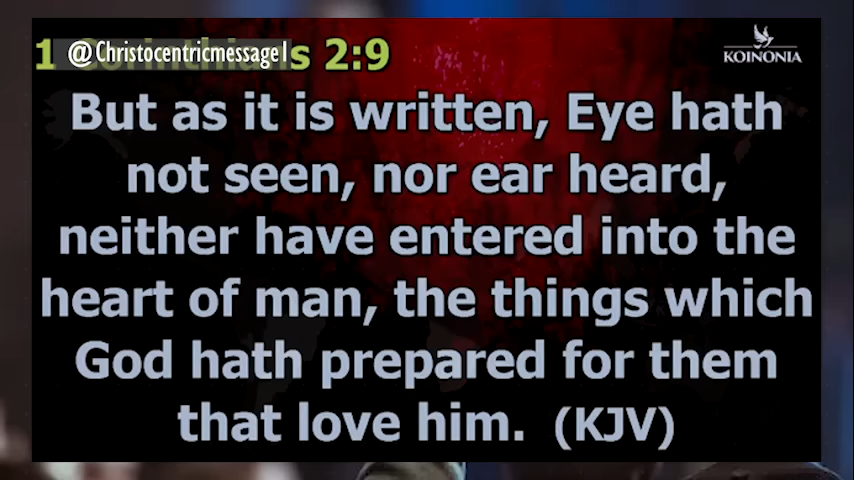 1 Corinthians 2:9
@Christocentricmessage1
KOINONIA
But as it is written, Eye hath
not seen, nor ear heard,
neither have entered into the
heart of man, the things which
God hath prepared for them
that love him. (KJV)